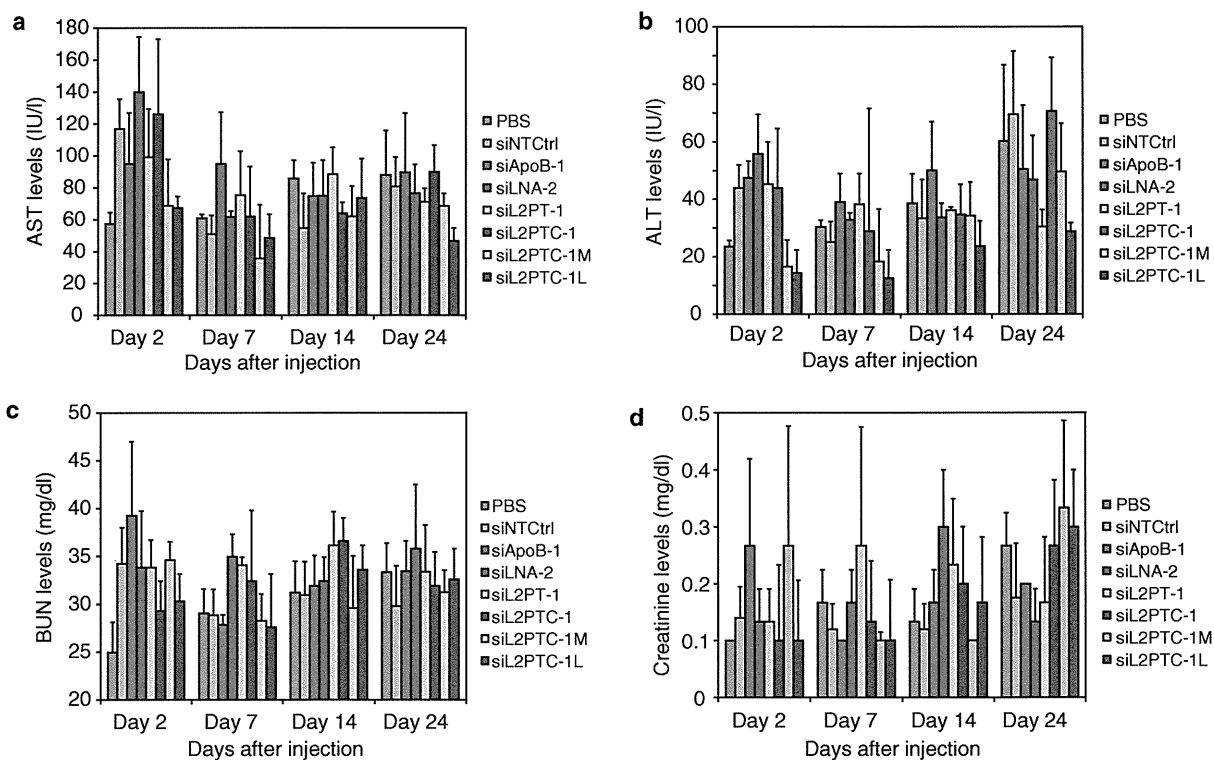 a
AST levels (IU/l)
180
160
140
120
100
80
60
40
20
0
Day 2 Day 7 Day 14 Day 24
Days after injection
PBS
siNTCtrl
siApoB-1
siLNA-2
siL2PT-1
siL2PTC-1
siL2PTC-1M
siL2PTC-1L
b
ALT levels (IU/l)
100
80
60
40
20
0
Day 2 Day 7 Day 14 Day 24
Days after injection
PBS
siNTCtrl
siApoB-1
siLNA-2
siL2PT-1
siL2PTC-1
siL2PTC-1M
siL2PTC-1L
c
BUN levels (mg/dl)
50
45
40
35
30
25
20
Day 2 Day 7 Day 14 Day 24
Days after injection
PBS
siNTCtrl
siApoB-1
siLNA-2
siL2PT-1
siL2PTC-1
siL2PTC-1M
siL2PTC-1L
d
Creatinine levels (mg/dl)
0.5
0.4
0.3
0.2
0.1
0
Day 2 Day 7 Day 14 Day 24
Days after injection
PBS
siNTCtrl
siApoB-1
siLNA-2
siL2PT-1
siL2PTC-1
siL2PTC-1M
siL2PTC-1L